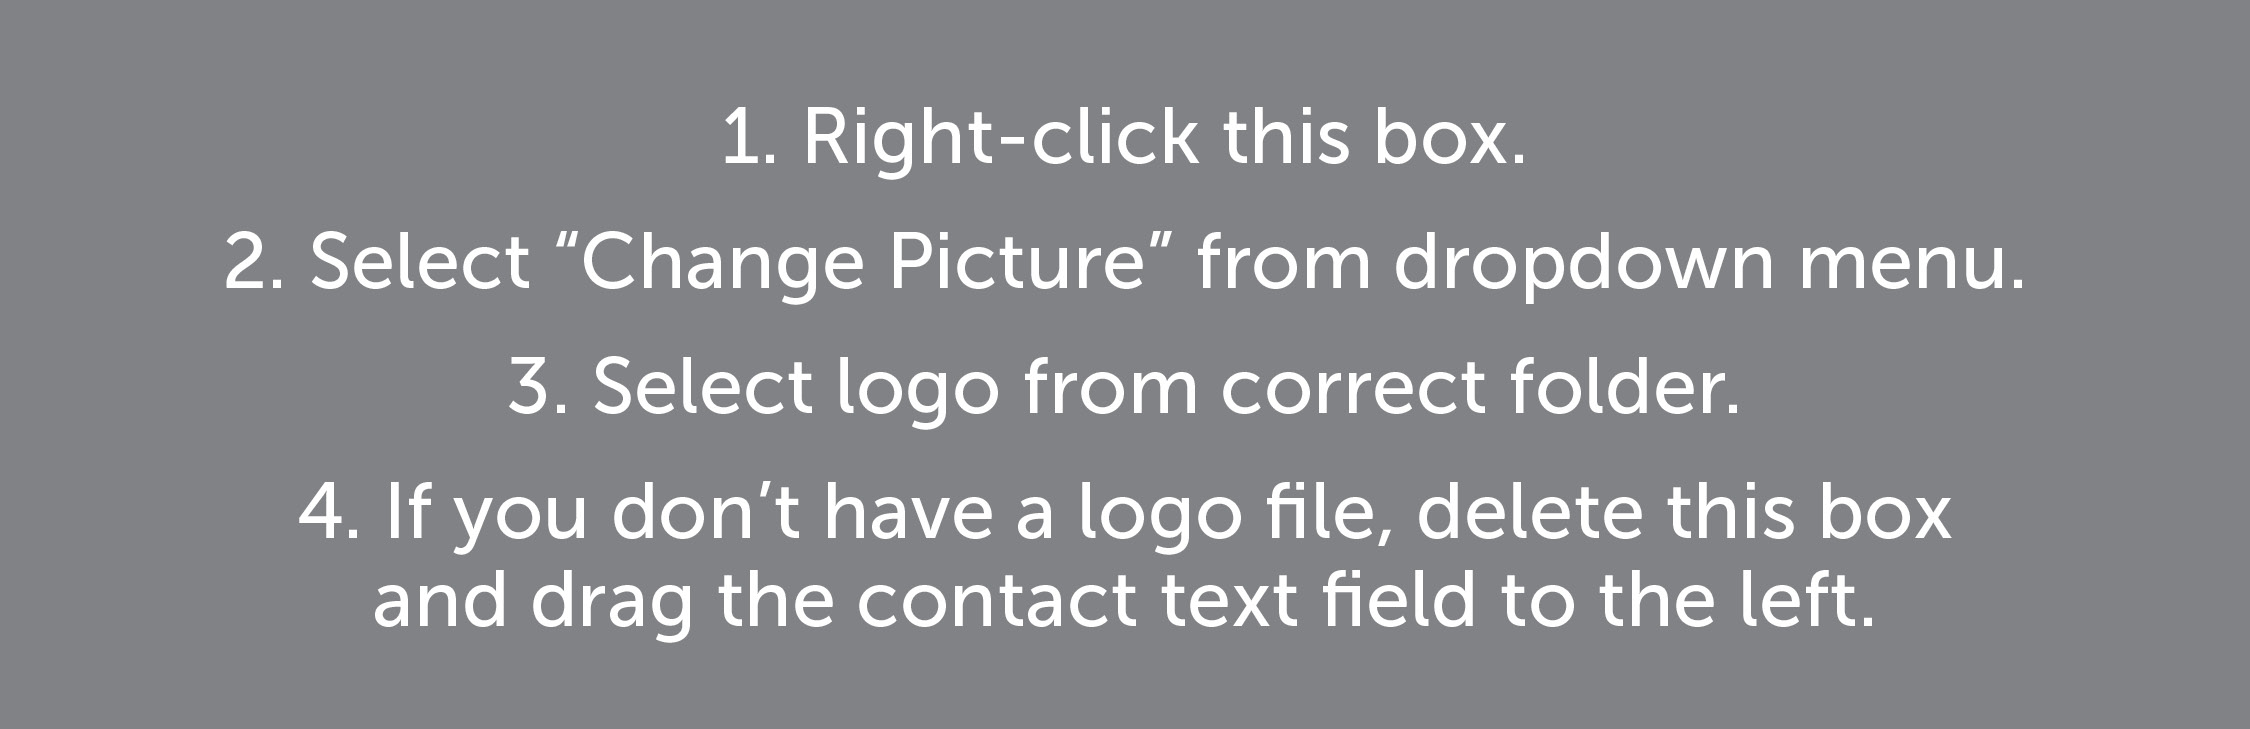 1. Right-click this box.
2. Select “Change Picture” from dropdown menu.
3. Select logo from correct folder.
4. If you don’t have a logo file, delete this box
and drag the contact text field to the left.